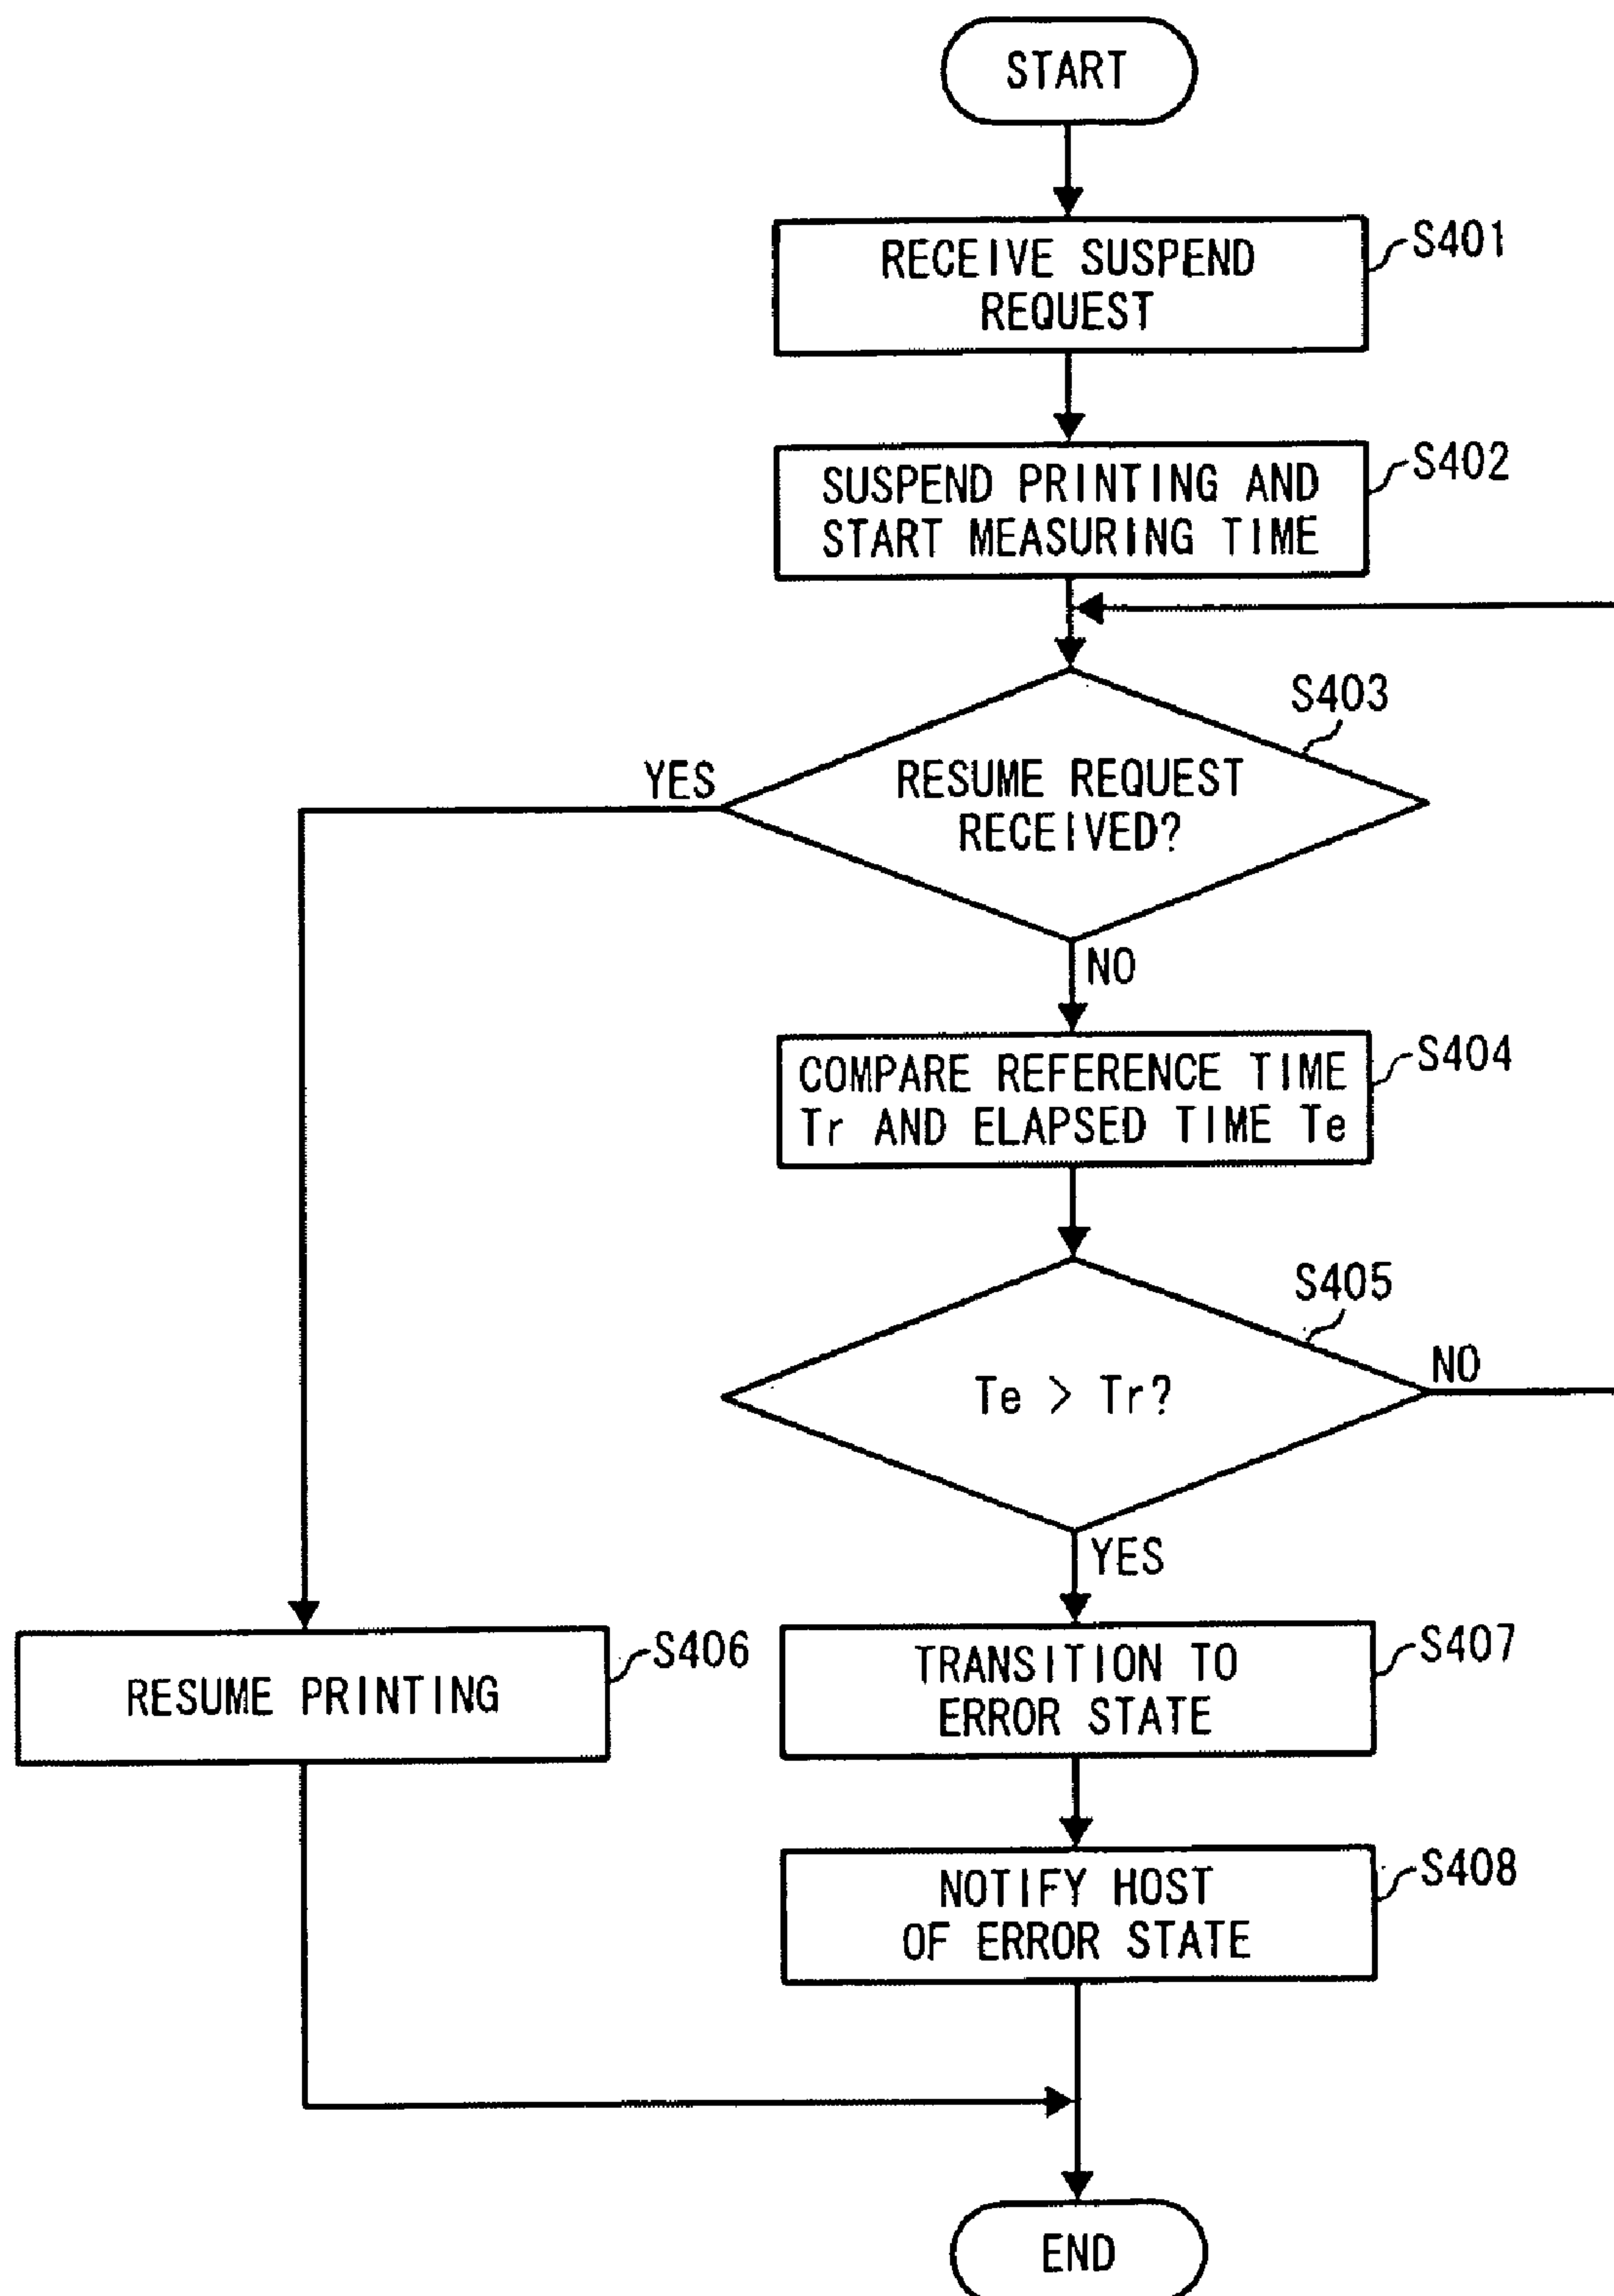 START
RECEIVE SUSPEND
REQUEST
S401
SUSPEND PRINTING AND
START MEASURING TIME
S402
S403
RESUME REQUEST
RECEIVED?
YES
NO
COMPARE REFERENCE TIME
Tr AND ELAPSED TIME Te
S404
S405
Te > Tr?
NO
YES
RESUME PRINTING
S406
TRANSITION TO
ERROR STATE
S407
NOTIFY HOST
OF ERROR STATE
S408
END